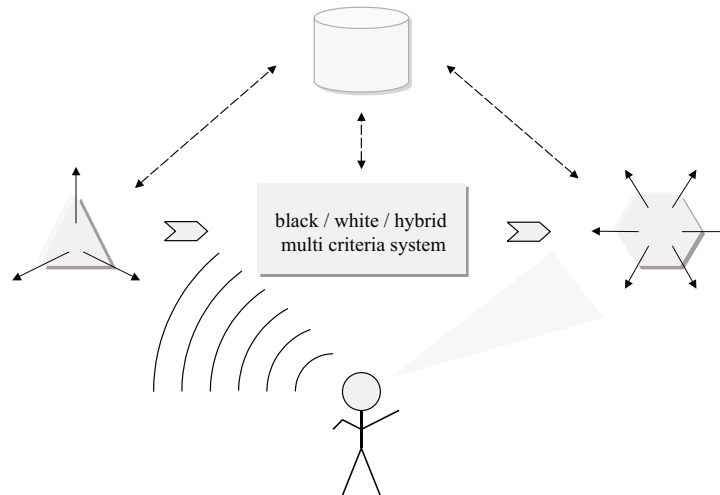 black / white / hybrid
multi criteria system